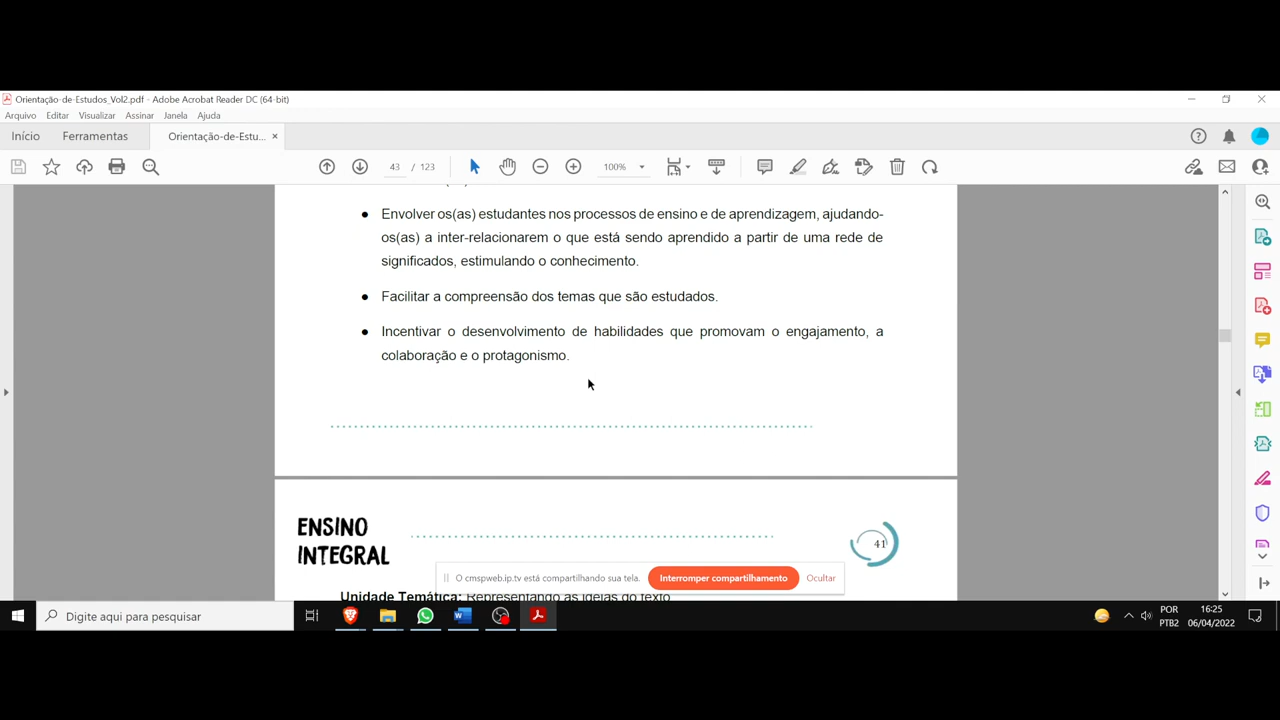 Orientação-de-Estudos_Vol2.pdf - Adobe Acrobat Reader DC (64-bit)
Arquivo Editar Visualizar Assinar Janela Ajuda
Início Ferramentas Orientação-de-Estu... ×
43 / 123 100%
● Envolver os(as) estudantes nos processos de ensino e de aprendizagem, ajudando-
os(as) a inter-relacionarem o que está sendo aprendido a partir de uma rede de
significados, estimulando o conhecimento.
● Facilitar a compreensão dos temas que são estudados.
● Incentivar o desenvolvimento de habilidades que promovam o engajamento, a
colaboração e o protagonismo.
ENSINO
INTEGRAL
41
O cmspweb.ip.tv está compartilhando sua tela. Interromper compartilhamento Ocultar
Unidade Temática: Representando as ideias do texto
Digite aqui para pesquisar
POR
PTB2
16:25
06/04/2022